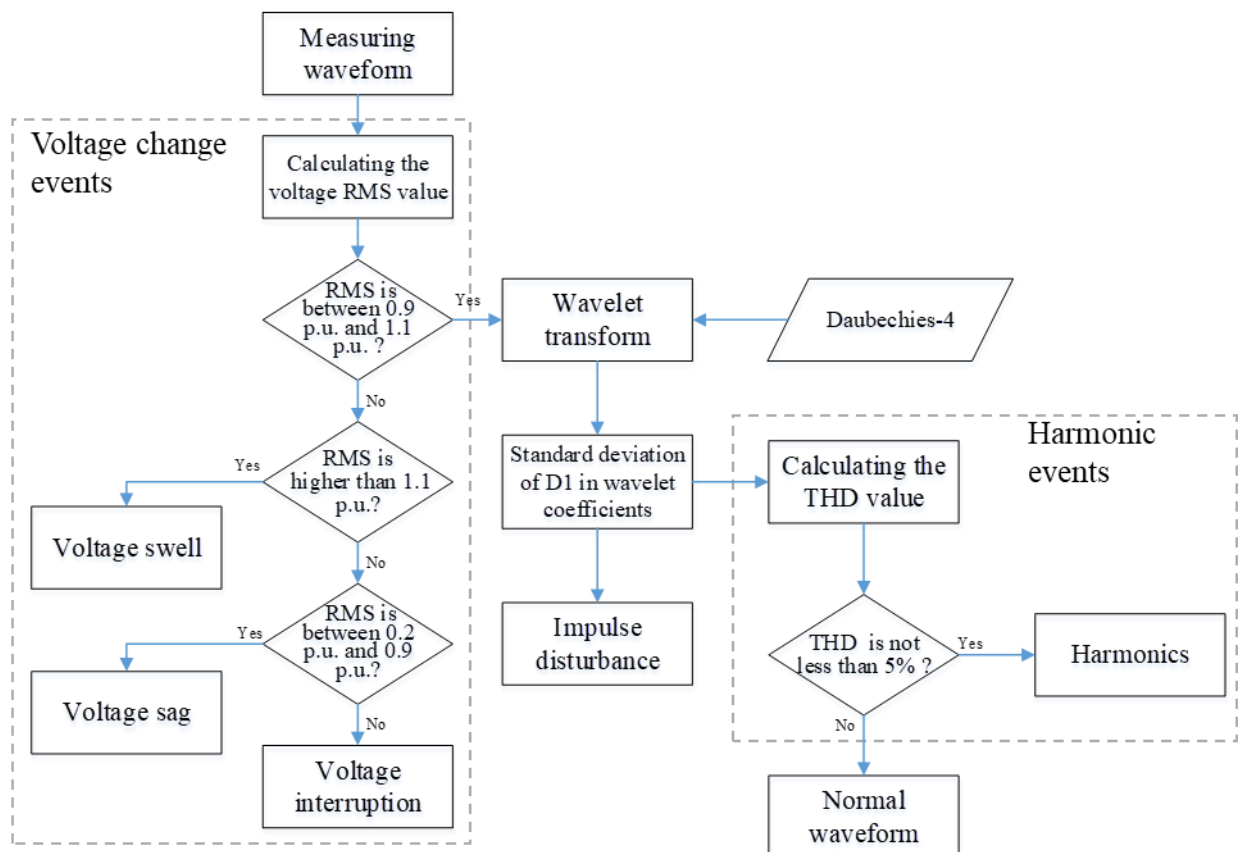 Measuring
waveform
Voltage change
events
Calculating the
voltage RMS value
RMS is
between 0.9
p.u. and 1.1
p.u. ?
Yes
No
Wavelet
transform
Daubechies-4
RMS is
higher than 1.1
p.u.?
Yes
No
Voltage swell
Standard deviation
of D1 in wavelet
coefficients
Harmonic
events
Calculating the
THD value
RMS is
between 0.2
p.u. and 0.9
p.u.?
Yes
No
Voltage sag
Voltage
interruption
Impulse
disturbance
THD is not
less than 5% ?
Yes
No
Harmonics
Normal
waveform